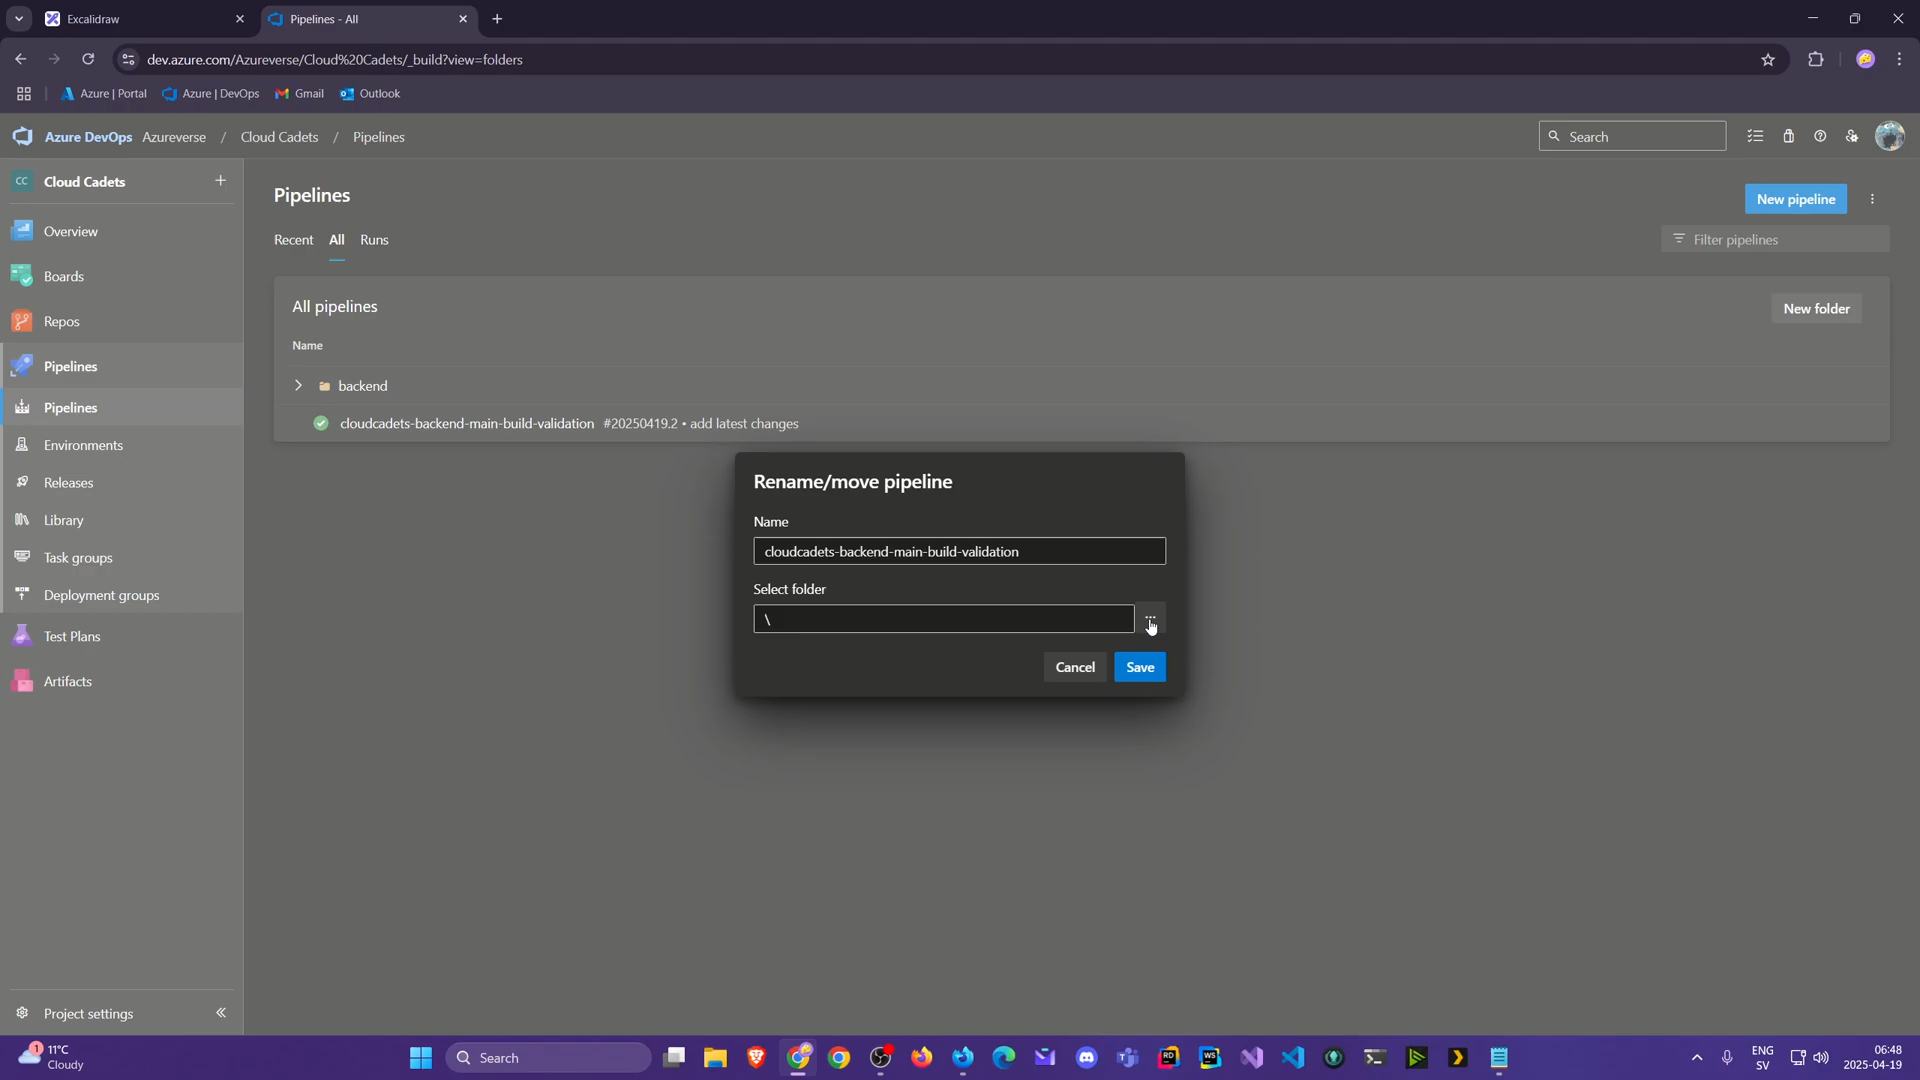 Excalidraw
Pipelines - All
dev.azure.com/Azureverse/Cloud%20Cadets/_build?view=folders
Azure | Portal
Azure | DevOps
Gmail
Outlook
Azure DevOps
Azureverse / Cloud Cadets / Pipelines
Search
CC
Cloud Cadets
Overview
Boards
Repos
Pipelines
Pipelines
Environments
Releases
Library
Task groups
Deployment groups
Test Plans
Artifacts
Project settings
Pipelines
New pipeline
Recent
All
Runs
Filter pipelines
All pipelines
New folder
Name
backend
cloudcadets-backend-main-build-validation #20250419.2 • add latest changes
Rename/move pipeline
Name
cloudcadets-backend-main-build-validation
Select folder
\
Cancel
Save
1
11°C
Cloudy
Search
RD
WS
ENG
SV
06:48
2025-04-19